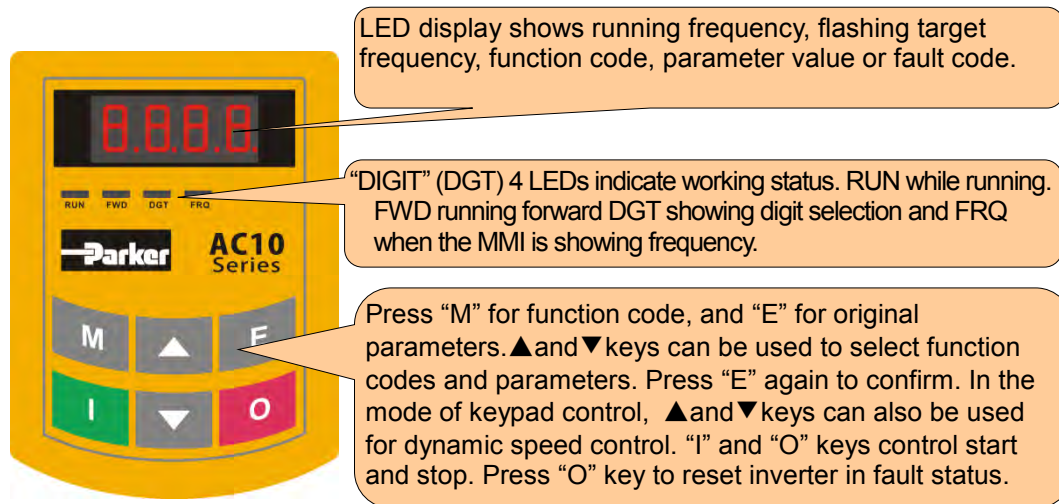 LED display shows running frequency, flashing target
frequency, function code, parameter value or fault code.
8.8.8.8.
RUN FWD DGT FRQ
"DIGIT" (DGT) 4 LEDs indicate working status. RUN while running.
FWD running forward DGT showing digit selection and FRQ
when the MMI is showing frequency.
Parker
AC10
Series
M ▲ E
I ▼ O
Press “M” for function code, and “E” for original
parameters.▲and▼keys can be used to select function
codes and parameters. Press “E” again to confirm. In the
mode of keypad control, ▲and▼keys can also be used
for dynamic speed control. “I” and “O” keys control start
and stop. Press “O” key to reset inverter in fault status.